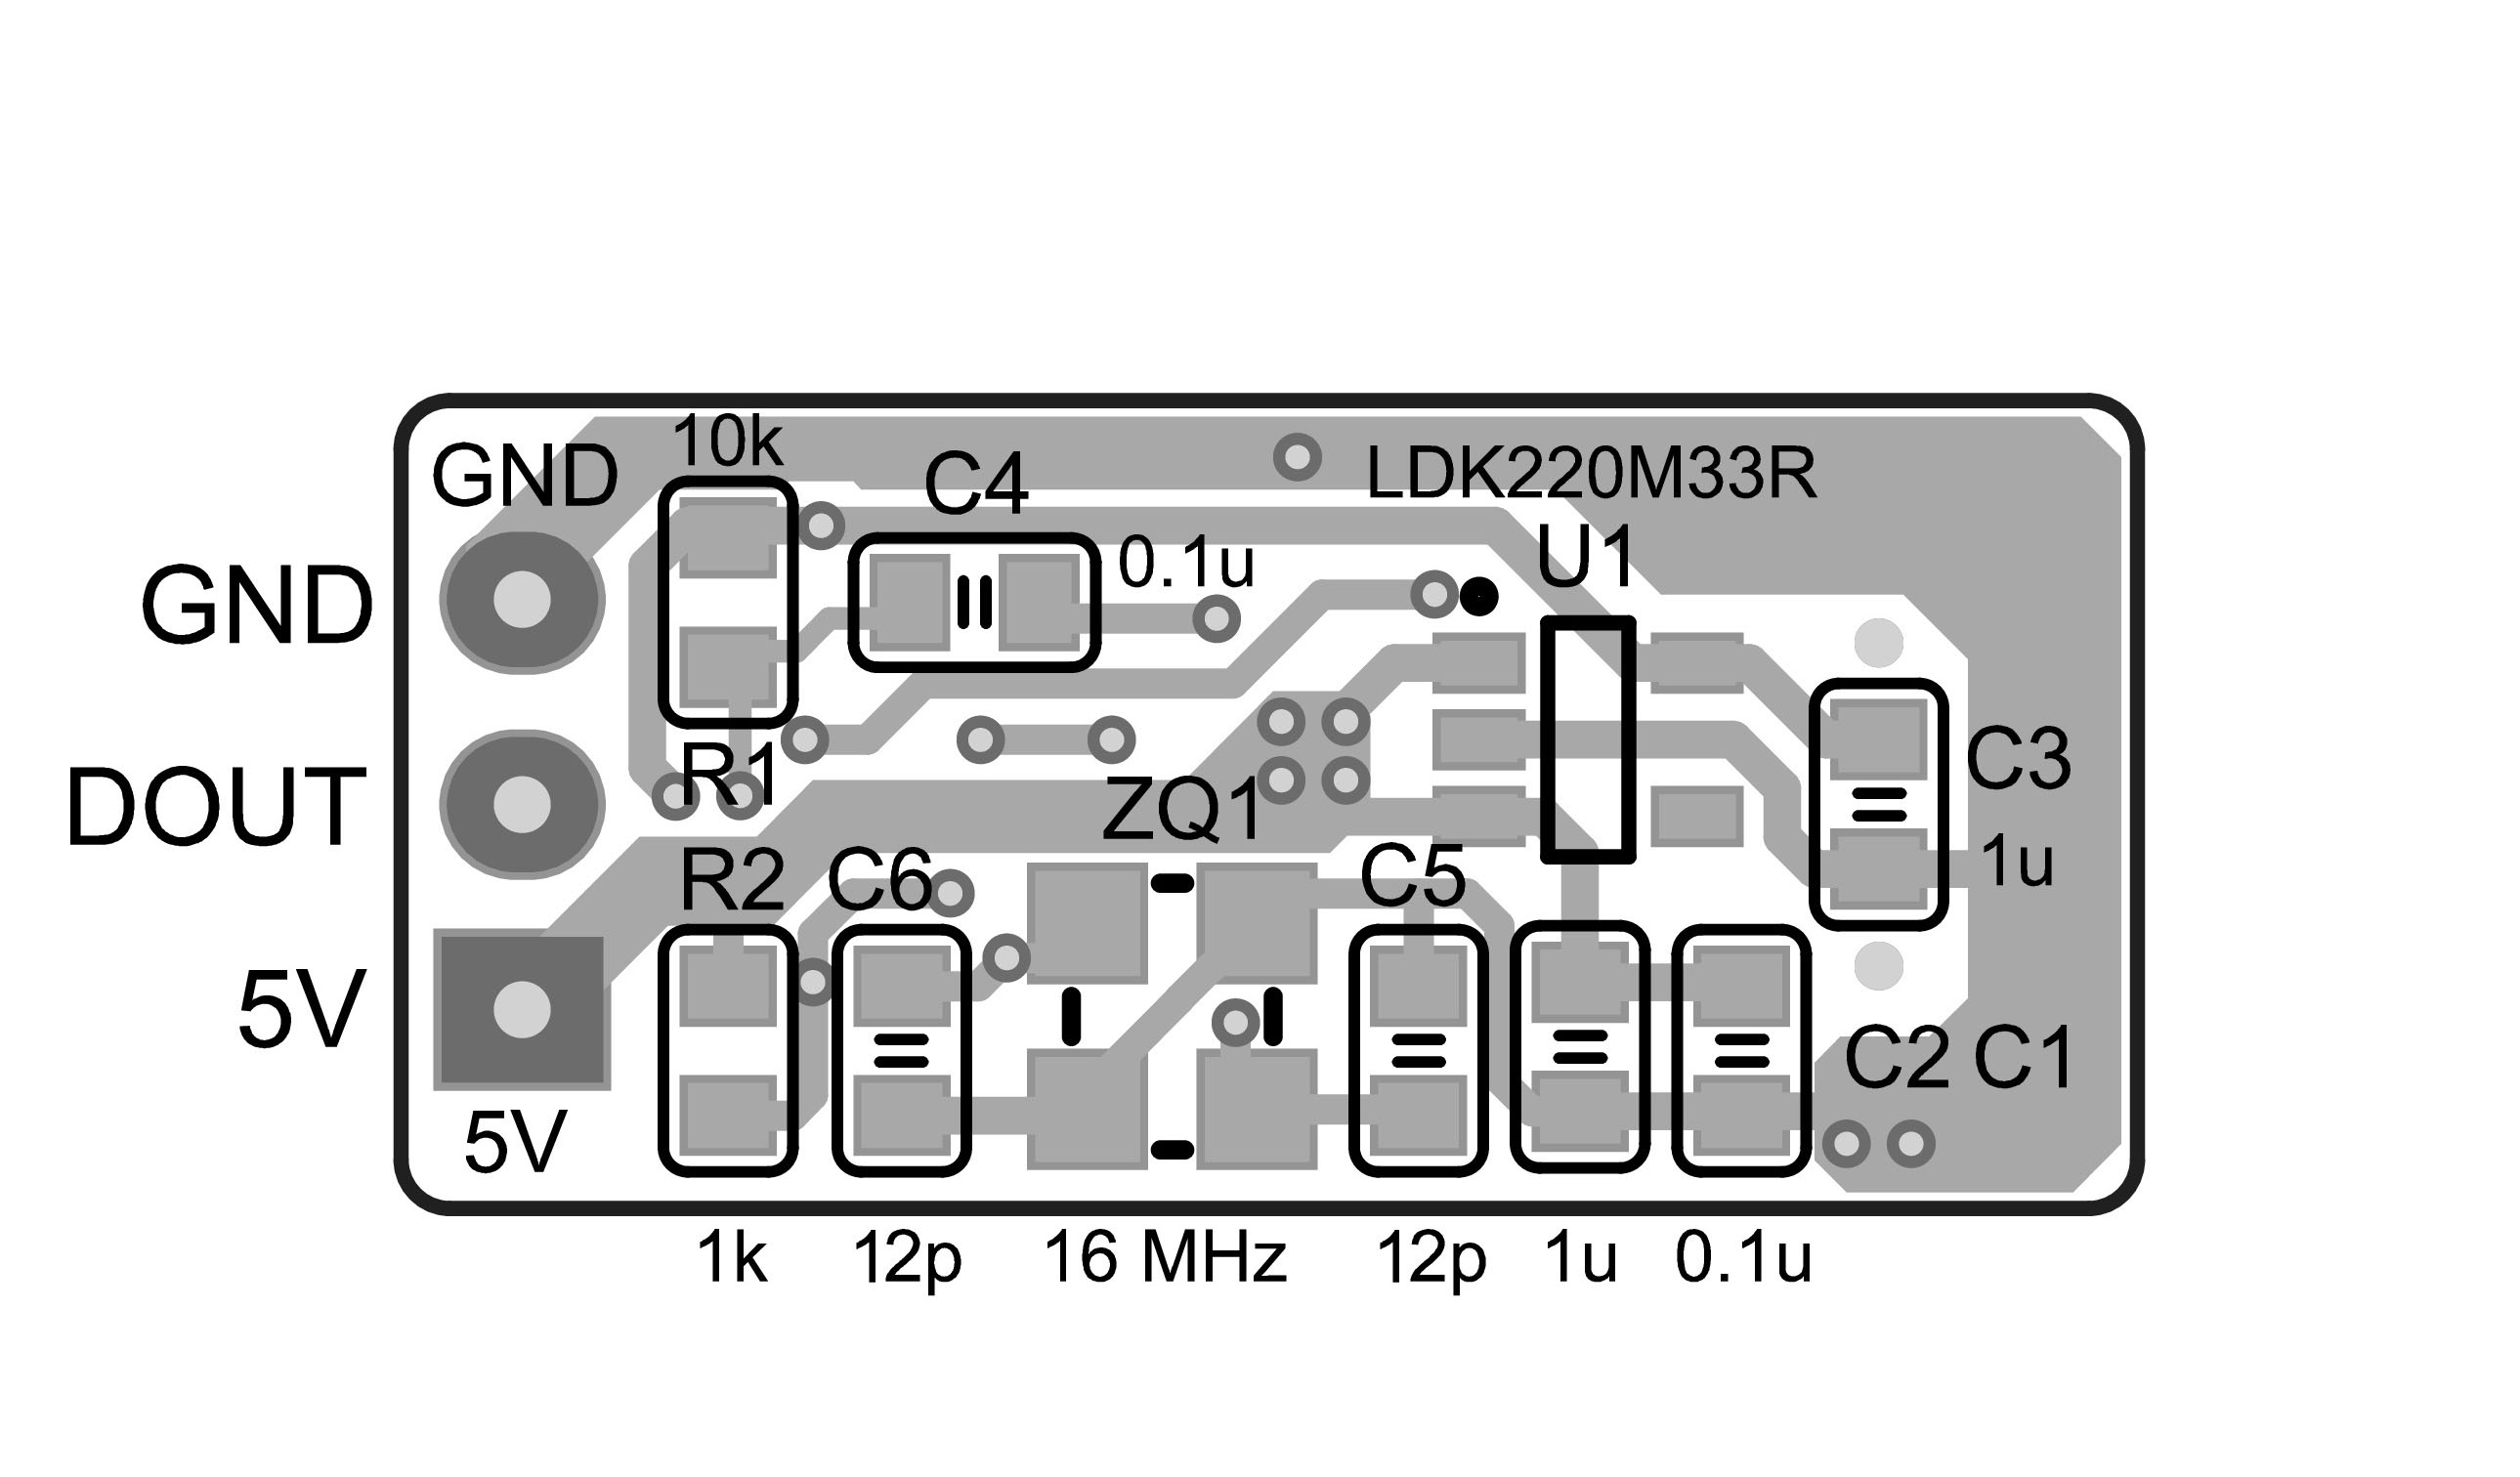 10k
GND
C4
LDK220M33R
U1
0.1u
GND
R1
ZQ1
C3
DOUT
1u
R2
C6
C5
5V
C2 C1
5V
1k
12p
16 MHz
12p
1u
0.1u